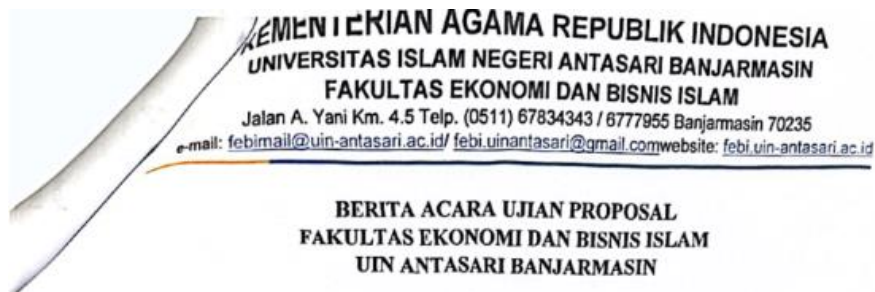 KEMENTERIAN AGAMA REPUBLIK INDONESIA
UNIVERSITAS ISLAM NEGERI ANTASARI BANJARMASIN
FAKULTAS EKONOMI DAN BISNIS ISLAM
Jalan A. Yani Km. 4.5 Telp. (0511) 67834343 / 6777955 Banjarmasin 70235
e-mail: febimail@uin-antasari.ac.id/ febi.uinantasari@gmail.comwebsite: febi.uin-antasari.ac.id
BERITA ACARA UJIAN PROPOSAL
FAKULTAS EKONOMI DAN BISNIS ISLAM
UIN ANTASARI BANJARMASIN